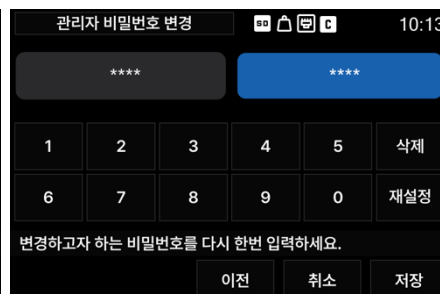 관리자 비밀번호 변경 SD C 10:13
**** ****
1 2 3 4 5 삭제
6 7 8 9 0 재설정
변경하고자 하는 비밀번호를 다시 한번 입력하세요.
이전 취소 저장